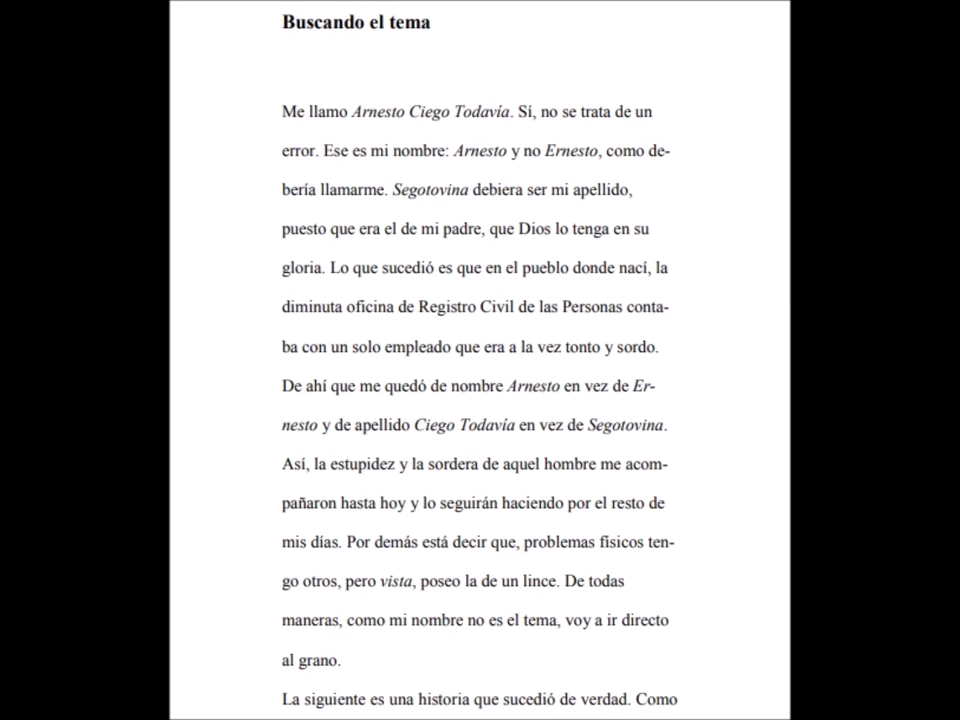 Buscando el tema
Me llamo Arnesto Ciego Todavía. Sí, no se trata de un
error. Ese es mi nombre: Arnesto y no Ernesto, como de-
bería llamarme. Segotovina debiera ser mi apellido,
puesto que era el de mi padre, que Dios lo tenga en su
gloria. Lo que sucedió es que en el pueblo donde nací, la
diminuta oficina de Registro Civil de las Personas conta-
ba con un solo empleado que era a la vez tonto y sordo.
De ahí que me quedó de nombre Arnesto en vez de Er-
nesto y de apellido Ciego Todavía en vez de Segotovina.
Así, la estupidez y la sordera de aquel hombre me acom-
pañaron hasta hoy y lo seguirán haciendo por el resto de
mis días. Por demás está decir que, problemas físicos ten-
go otros, pero vista, poseo la de un lince. De todas
maneras, como mi nombre no es el tema, voy a ir directo
al grano.
La siguiente es una historia que sucedió de verdad. Como